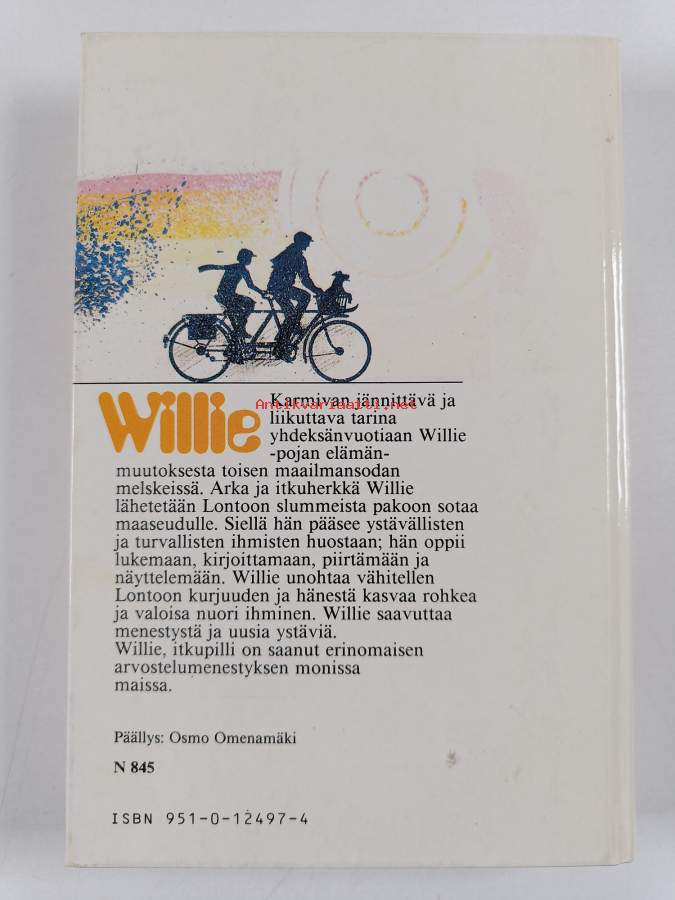 Willie
Karmivan jännittävä ja
Antikvariaatti.net
liikuttava tarina
yhdeksänvuotiaan Willie
-pojan elämän-
muutoksesta toisen maailmansodan
melskeissä. Arka ja itkuherkkä Willie
lähetetään Lontoon slummeista pakoon sotaa
maaseudulle. Siellä hän pääsee ystävällisten
ja turvallisten ihmisten huostaan; hän oppii
lukemaan, kirjoittamaan, piirtämään ja
näyttelemään. Willie unohtaa vähitellen
Lontoon kurjuuden ja hänestä kasvaa rohkea
ja valoisa nuori ihminen. Willie saavuttaa
menestystä ja uusia ystäviä.
Willie, itkupilli on saanut erinomaisen
arvostelumenestyksen monissa
maissa.
Päällys: Osmo Omenamäki
N 845
ISBN 951-0-12497-4